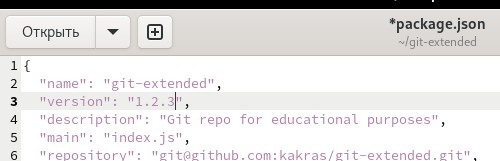 Открыть
*package.json
~/git-extended
1 {
2 "name": "git-extended",
3 "version": "1.2.3",
4 "description": "Git repo for educational purposes",
5 "main": "index.js",
6 "repository": "git@github.com:kakras/git-extended.git",